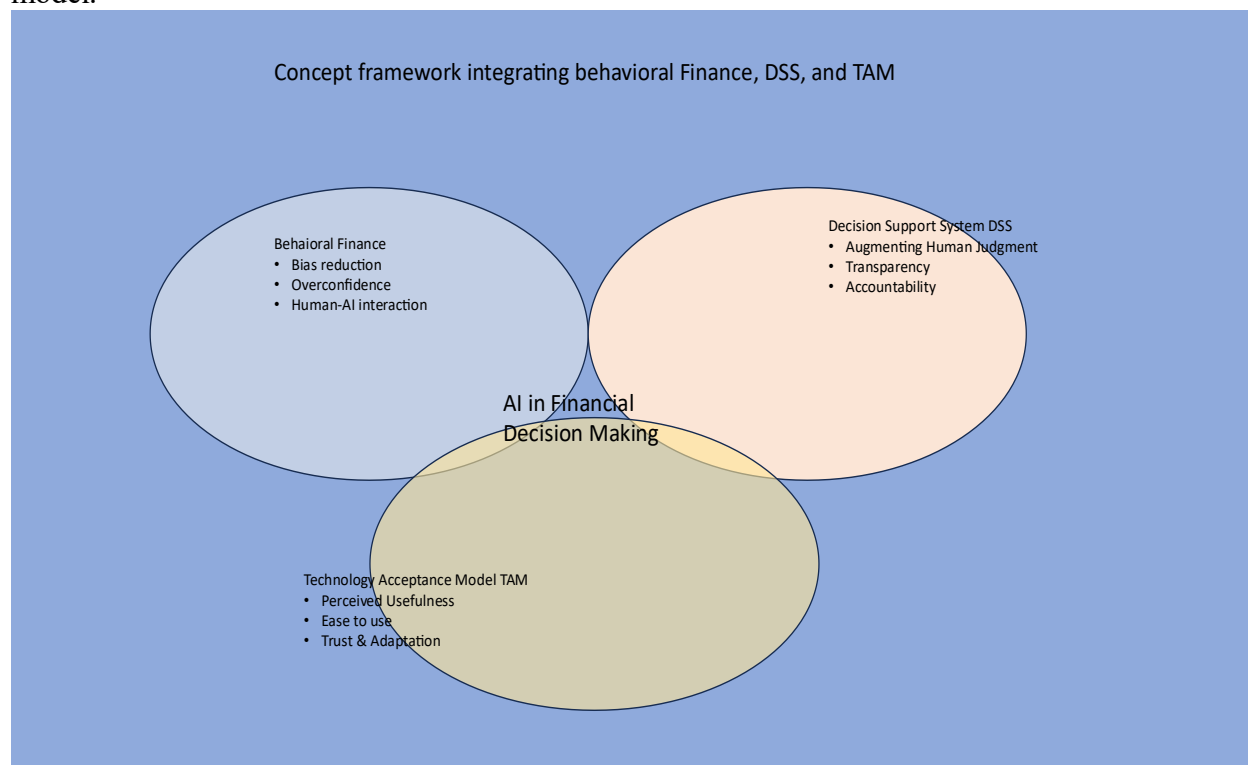 model.
Concept framework integrating behavioral Finance, DSS, and TAM
Behaioral Finance
• Bias reduction
• Overconfidence
• Human-AI interaction
Decision Support System DSS
• Augmenting Human Judgment
• Transparency
• Accountability
AI in Financial
Decision Making
Technology Acceptance Model TAM
• Perceived Usefulness
• Ease to use
• Trust & Adaptation